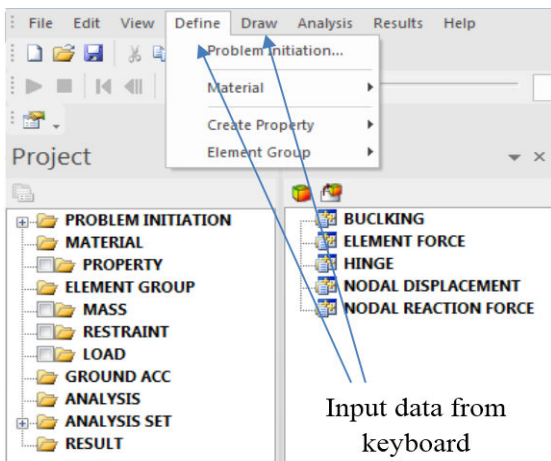 File Edit View Define Draw Analysis Results Help
Problem Initiation...
Material
Create Property
Element Group
Project
PROBLEM INITIATION
MATERIAL
PROPERTY
ELEMENT GROUP
MASS
RESTRAINT
LOAD
GROUND ACC
ANALYSIS
ANALYSIS SET
RESULT
BUCLKING
ELEMENT FORCE
HINGE
NODAL DISPLACEMENT
NODAL REACTION FORCE
Input data from
keyboard